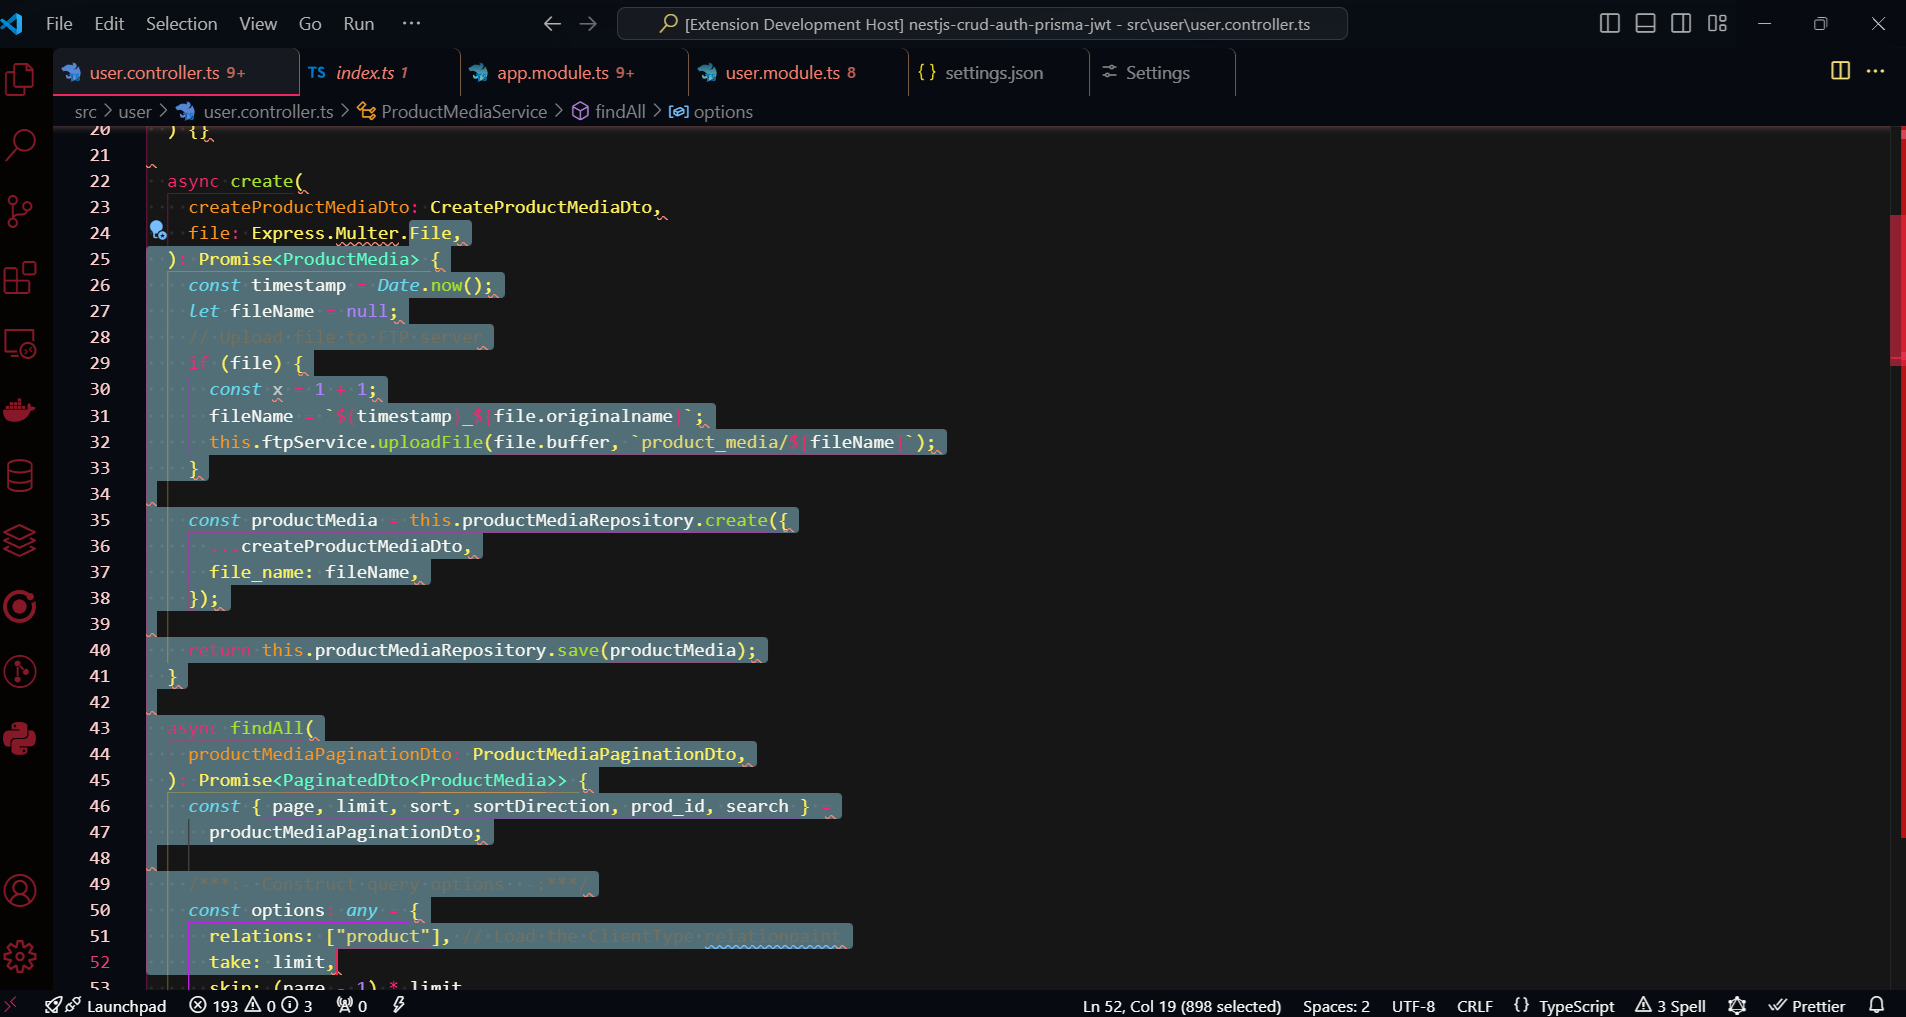 File Edit Selection View Go Run ··· [Extension Development Host] nestjs-crud-auth-prisma-jwt - src\user\user.controller.ts
user.controller.ts 9+ TS index.ts 1 app.module.ts 9+ user.module.ts 8 {} settings.json Settings
src > user > user.controller.ts > ProductMediaService > findAll > options
20 ) {}
21
22 async create(
23 createProductMediaDto: CreateProductMediaDto,
24 file: Express.Multer.File,
25 ): Promise<ProductMedia> {
26 const timestamp = Date.now();
27 let fileName = null;
28 // Upload file to FTP server
29 if (file) {
30 const x = 1 + 1;
31 fileName = `${timestamp}_${file.originalname}`;
32 this.ftpService.uploadFile(file.buffer, `product_media/${fileName}`);
33 }
34
35 const productMedia = this.productMediaRepository.create({
36 ...createProductMediaDto,
37 file_name: fileName,
38 });
39
40 return this.productMediaRepository.save(productMedia);
41 }
42
43 async findAll(
44 productMediaPaginationDto: ProductMediaPaginationDto,
45 ): Promise<PaginatedDto<ProductMedia>> {
46 const { page, limit, sort, sortDirection, prod_id, search } =
47 productMediaPaginationDto;
48
49 /***:- Construct query options -:***/
50 const options: any = {
51 relations: ["product"], // Load the ClientType relationpaint
52 take: limit,
53 skip: (page - 1) * limit
Launchpad 193 0 3 0 Ln 52, Col 19 (898 selected) Spaces: 2 UTF-8 CRLF {} TypeScript 3 Spell Prettier